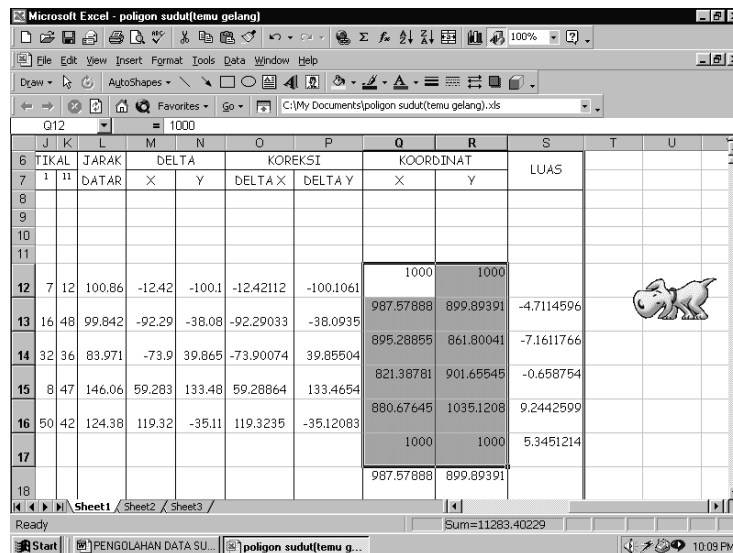 Microsoft Excel - poligon sudut(temu gelang)
100%
File Edit View Insert Format Tools Data Window Help
Draw AutoShapes
Favorites Go C:\My Documents\poligon sudut(temu gelang).xls
Q12 = 1000
J K L M N O P Q R S T U
6 TIKAL JARAK DELTA KOREKSI KOORDINAT LUAS
7 1 11 DATAR X Y DELTA X DELTA Y X Y
8
9
10
11
1000 1000
12 7 12 100.86 -12.42 -100.1 -12.42112 -100.1061
987.57888 899.89391 -4.7114596
13 16 48 99.842 -92.29 -38.08 -92.29033 -38.0935
895.28855 861.80041 -7.1611766
14 32 36 83.971 -73.9 39.865 -73.90074 39.85504
821.38781 901.65545 -0.658754
15 8 47 146.06 59.283 133.48 59.28864 133.4654
880.67645 1035.1208 9.2442599
16 50 42 124.38 119.32 -35.11 119.3235 -35.12083
1000 1000 5.3451214
17
987.57888 899.89391
18
Sheet1 Sheet2 Sheet3
Ready Sum=11283.40229
Start PENGOLAHAN DATA SU... poligon sudut(temu g... 10:09 PM